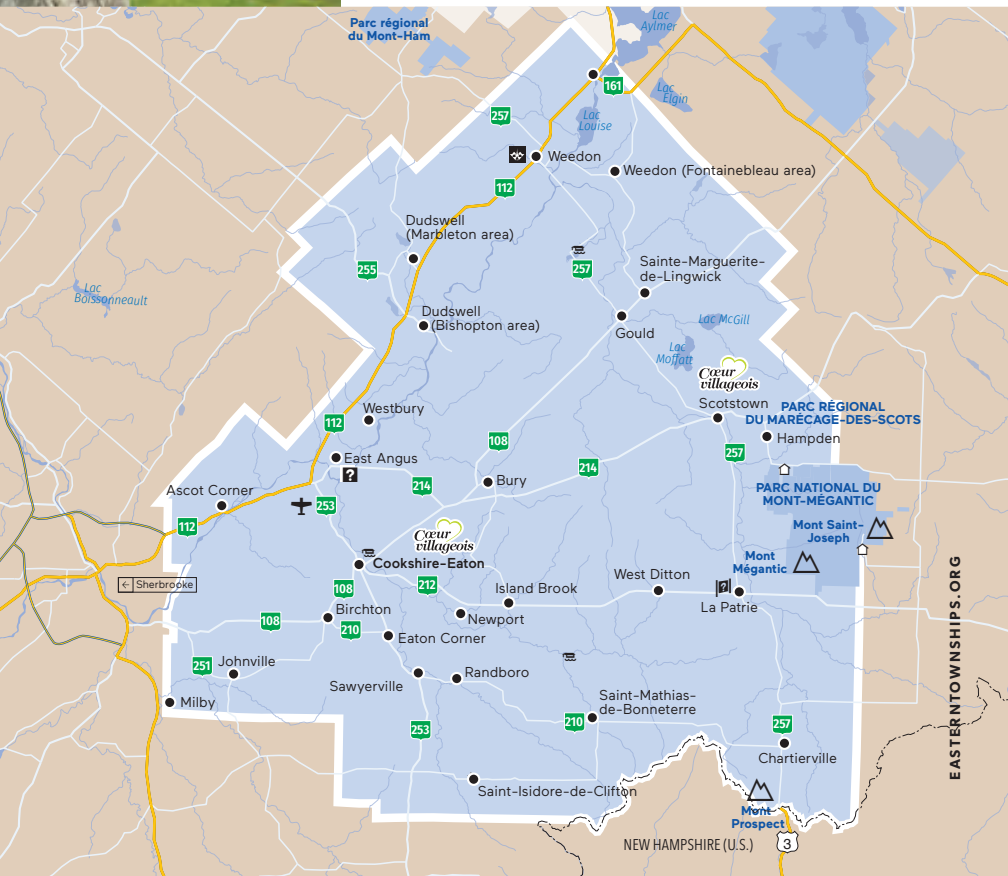 Parc régional
du Mont-Ham
Lac
Aylmer
161
Lac
Elgin
257
Lac
Louise
Weedon
Weedon (Fontainebleau area)
112
Dudswell
(Marbleton area)
255
257
Sainte-Marguerite-
de-Lingwick
Lac
Boissonneault
Dudswell
(Bishopton area)
Gould
Lac McGill
Lac
Moffatt
Cœur
villageois
Scotstown
Westbury
112
PARC RÉGIONAL
DU MARÉCAGE-DES-SCOTS
Hampden
108
257
East Angus
?
214
214
Bury
PARC NATIONAL DU
MONT-MÉGANTIC
Ascot Corner
253
112
Mont Saint-
Joseph
Cœur
villageois
Mont
Mégantic
Cookshire-Eaton
← Sherbrooke
108
212
Island Brook
West Ditton
?
La Patrie
Birchton
Newport
108
210
Eaton Corner
251
Johnville
Sawyerville
Randboro
Milby
Saint-Mathias-
de-Bonneterre
253
210
257
Chartierville
Saint-Isidore-de-Clifton
Mont
Prospect
NEW HAMPSHIRE (U.S.)
3
EASTERNTOWNSHIPS.ORG